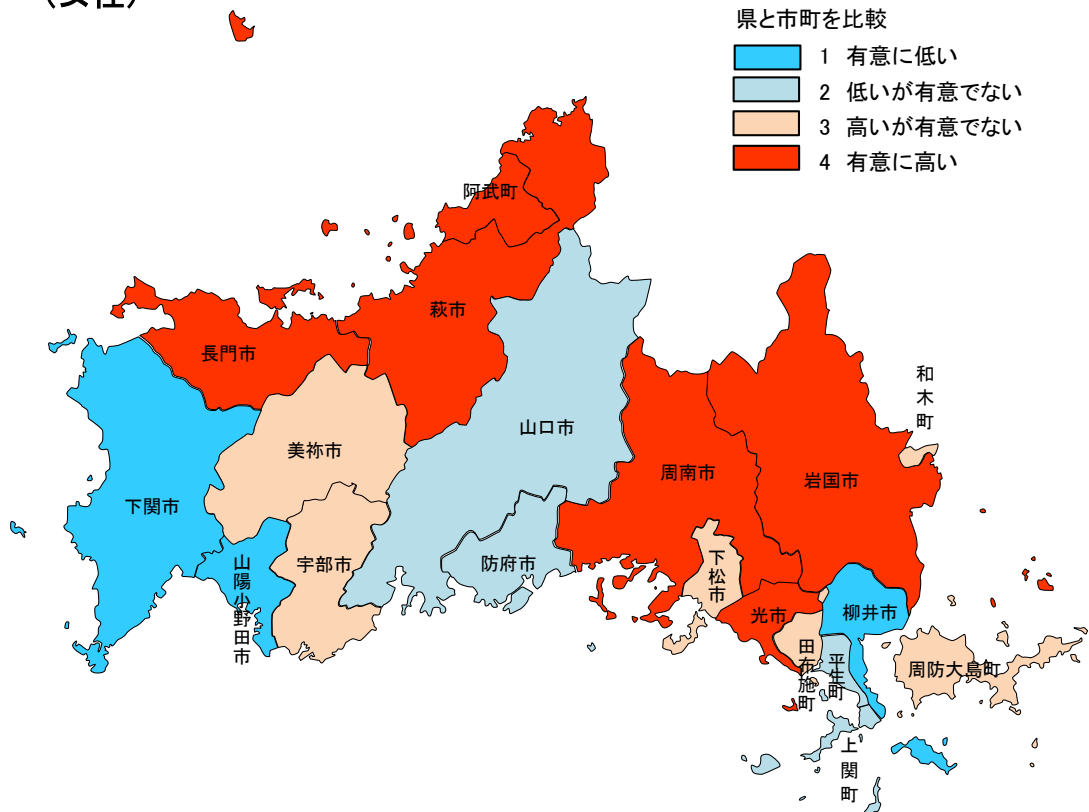 (女性)
県と市町を比較
1 有意に低い
2 低いが有意でない
3 高いが有意でない
4 有意に高い
阿武町
萩市
長門市
和木町
山口市
美祢市
周南市
岩国市
下関市
宇部市
防府市
山陽小野田市
下松市
光市
柳井市
田布施町
平生町
周防大島町
上関町